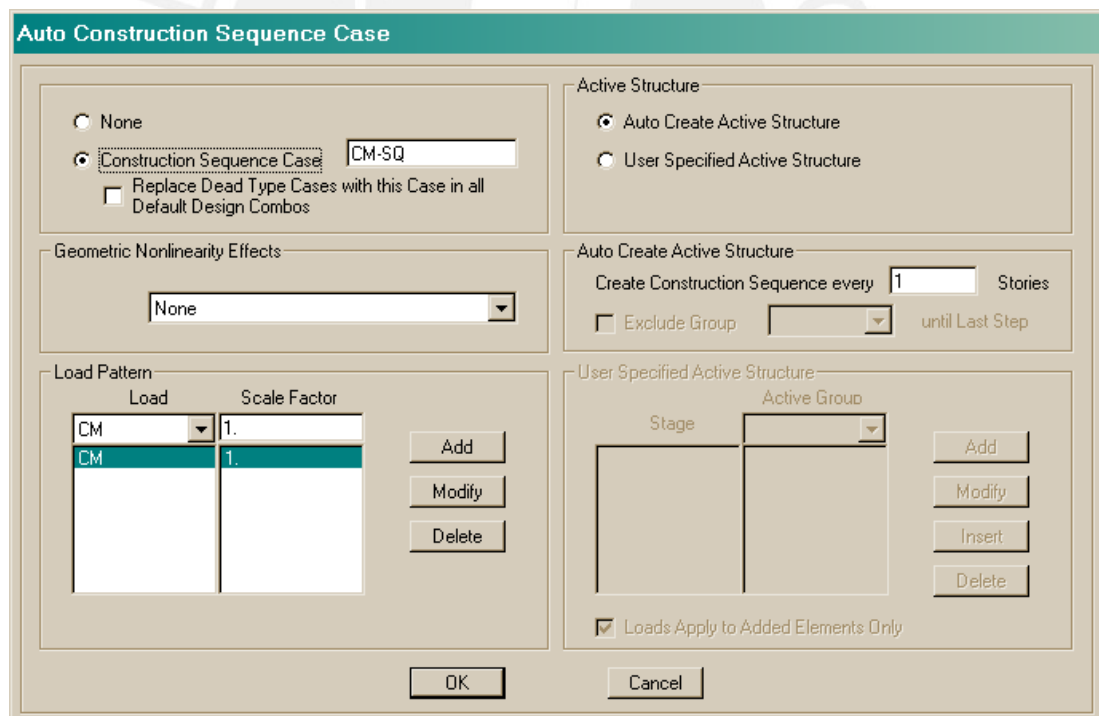 Auto Construction Sequence Case
None
Construction Sequence Case CM-SQ
Replace Dead Type Cases with this Case in all
Default Design Combos
Active Structure
Auto Create Active Structure
User Specified Active Structure
Geometric Nonlinearity Effects
None
Auto Create Active Structure
Create Construction Sequence every 1 Stories
Exclude Group until Last Step
Load Pattern
Load Scale Factor
CM 1.
CM 1.
Add
Modify
Delete
User Specified Active Structure
Active Group
Stage
Add
Modify
Insert
Delete
Loads Apply to Added Elements Only
OK Cancel